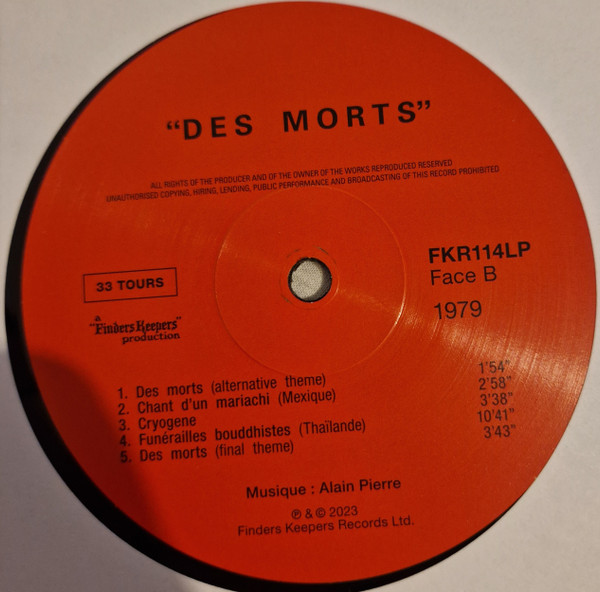 “DES MORTS”
ALL RIGHTS OF THE PRODUCER AND OF THE OWNER OF THE WORKS REPRODUCED RESERVED
UNAUTHORISED COPYING, HIRING, LENDING, PUBLIC PERFORMANCE AND BROADCASTING OF THIS RECORD PROHIBITED
33 TOURS
a
"Finders Keepers"
production
FKR114LP
Face B
1979
1. Des morts (alternative theme) 1'54"
2. Chant d'un mariachi (Mexique) 2'58"
3. Cryogene 3'38"
4. Funérailles bouddhistes (Thaïlande) 10'41"
5. Des morts (final theme) 3'43"
Musique : Alain Pierre
℗ & © 2023
Finders Keepers Records Ltd.